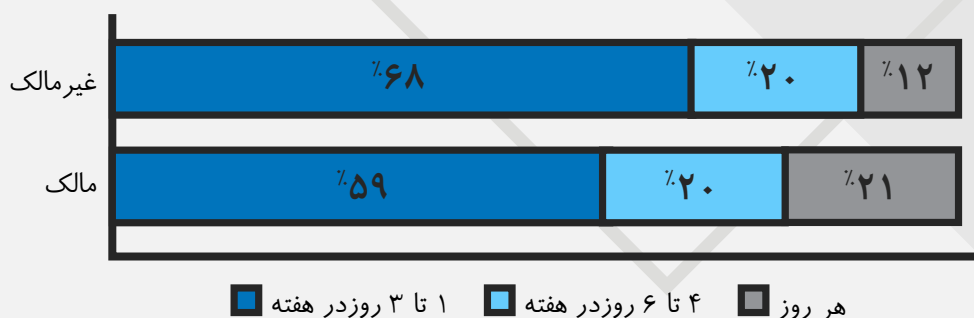 غیرمالک
٪۶۸
٪۲۰
٪۱۲
مالک
٪۵۹
٪۲۰
٪۲۱
۱ تا ۳ روزدر هفته
۴ تا ۶ روزدر هفته
هر روز